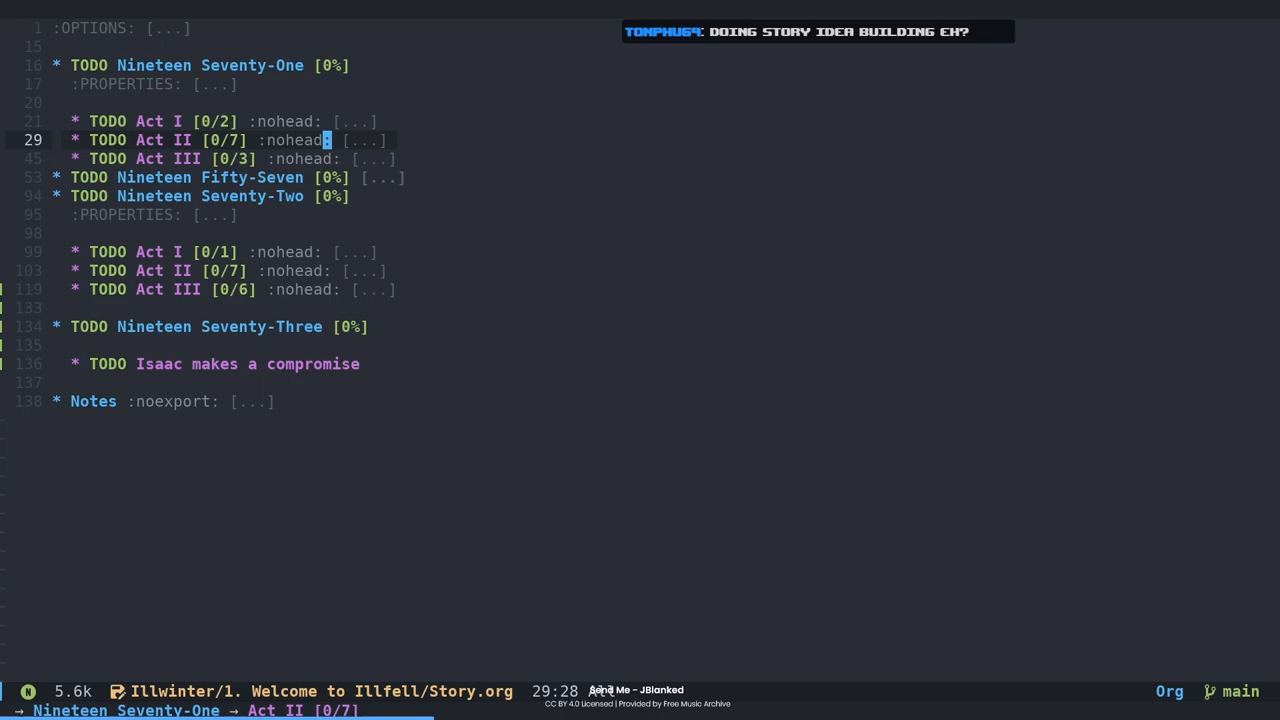 1 :OPTIONS: [...]
TONPHU69: DOING STORY IDEA BUILDING EH?
15
16 * TODO Nineteen Seventy-One [0%]
17 :PROPERTIES: [...]
20
21 * TODO Act I [0/2] :nohead: [...]
29 * TODO Act II [0/7] :nohead: [...]
45 * TODO Act III [0/3] :nohead: [...]
53 * TODO Nineteen Fifty-Seven [0%] [...]
94 * TODO Nineteen Seventy-Two [0%]
95 :PROPERTIES: [...]
98
99 * TODO Act I [0/1] :nohead: [...]
103 * TODO Act II [0/7] :nohead: [...]
119 * TODO Act III [0/6] :nohead: [...]
133
134 * TODO Nineteen Seventy-Three [0%]
135
136 * TODO Isaac makes a compromise
137
138 * Notes :noexport: [...]
N 5.6k Illwinter/1. Welcome to Illfell/Story.org 29:28 Org main
Send Me - JBlanked
CC BY 4.0 Licensed | Provided by Free Music Archive
→ Nineteen Seventy-One → Act II [0/7]